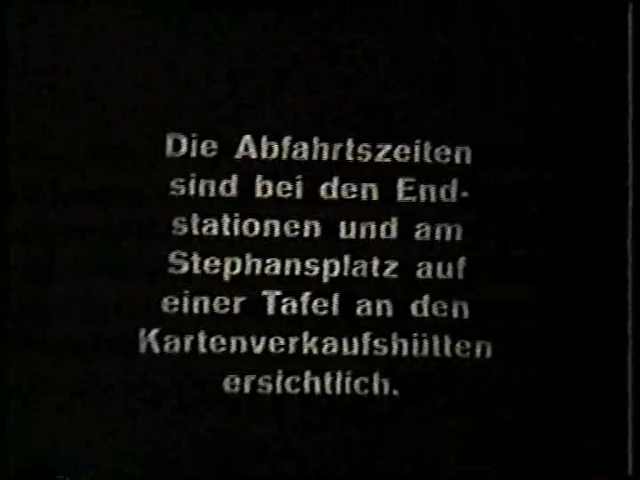 Die Abfahrtszeiten
sind bei den End-
stationen und am
Stephansplatz auf
einer Tafel an den
Kartenverkaufshütten
ersichtlich.